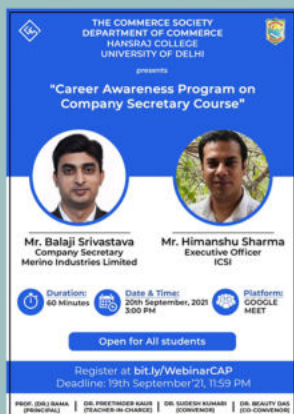 THE COMMERCE SOCIETY
DEPARTMENT OF COMMERCE
HANSRAJ COLLEGE
UNIVERSITY OF DELHI
presents
"Career Awareness Program on
Company Secretary Course"
Mr. Balaji Srivastava
Company Secretary
Merino Industries Limited
Mr. Himanshu Sharma
Executive Officer
ICSI
Duration:
60 Minutes
Date & Time:
20th September, 2021
3:00 PM
Platform:
GOOGLE
MEET
Open for All students
Register at bit.ly/WebinarCAP
Deadline: 19th September'21, 11:59 PM
PROF. (DR.) RAMA
(PRINCIPAL)
DR. PREETINDER KAUR
(TEACHER-IN-CHARGE)
DR. SUDESH KUMARI
(CONVENOR)
DR. BEAUTY DAS
(CO-CONVENOR)